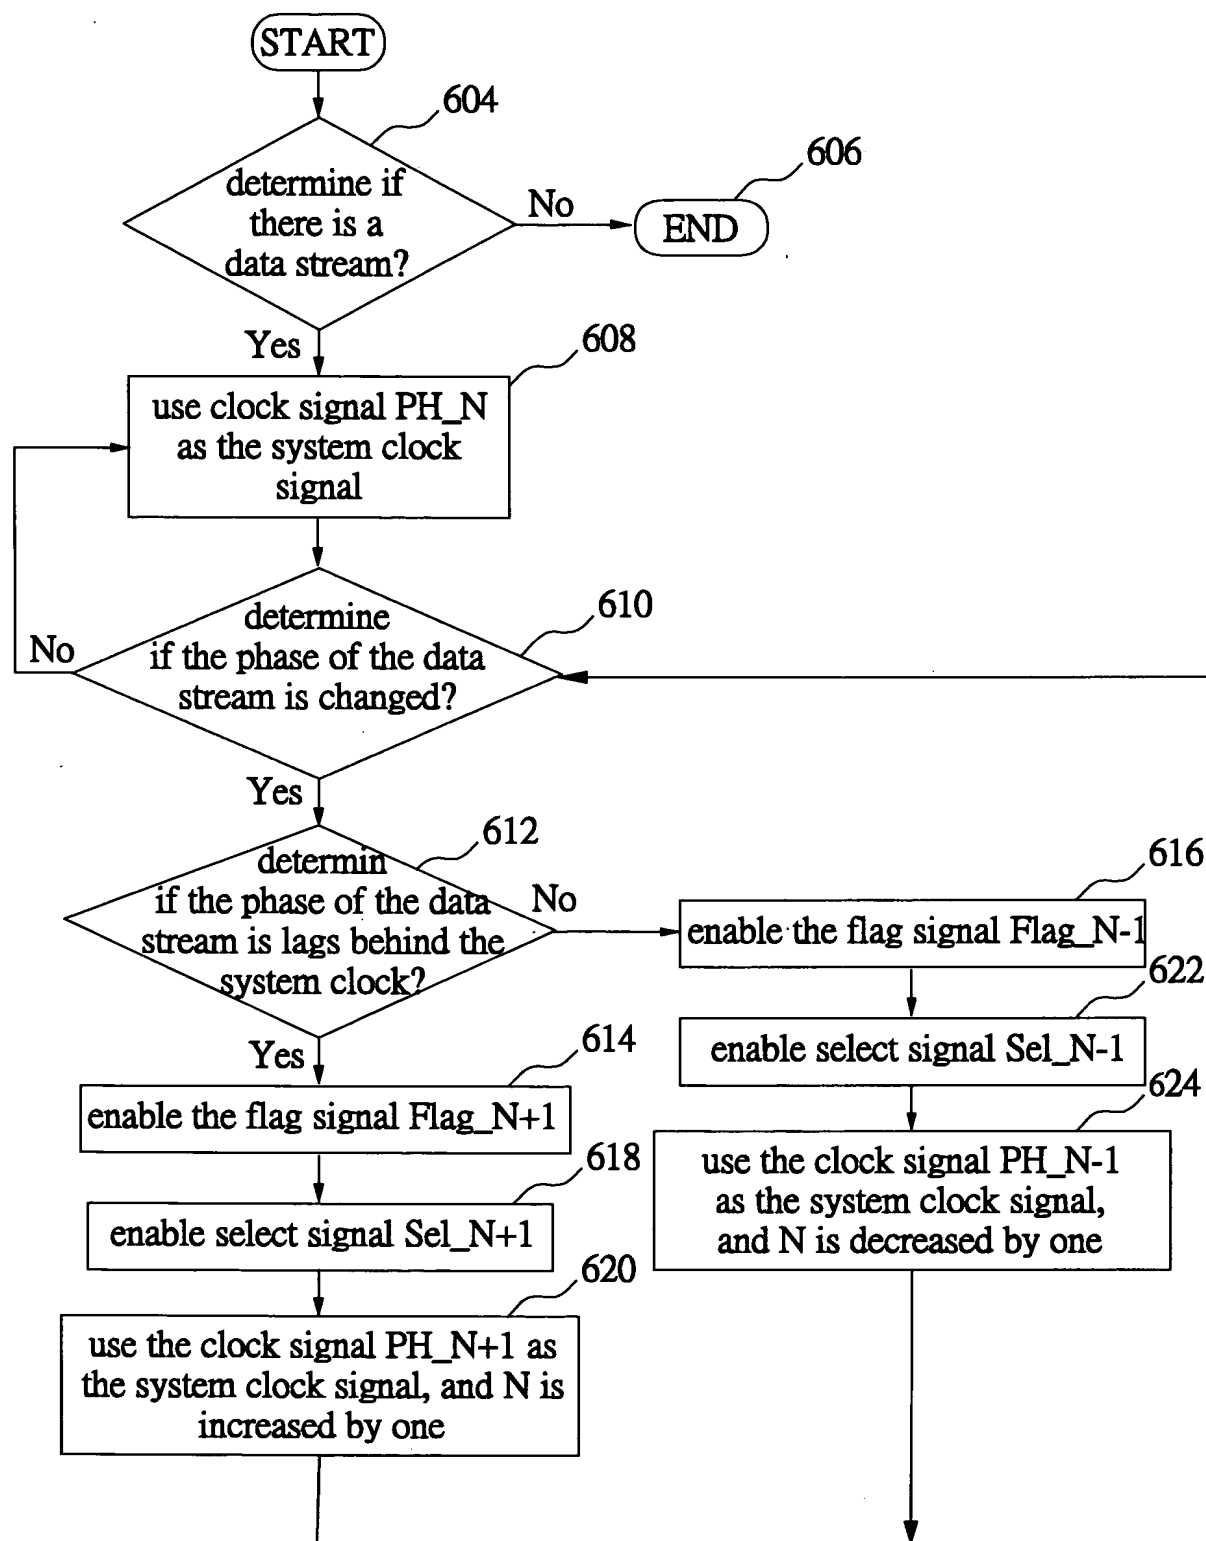 START
604
determine if
there is a
data stream?
No
606
END
Yes
608
use clock signal PH_N
as the system clock
signal
610
determine
if the phase of the data
stream is changed?
No
Yes
612
determin
if the phase of the data
stream is lags behind the
system clock?
No
616
enable the flag signal Flag_N-1
622
enable select signal Sel_N-1
624
use the clock signal PH_N-1
as the system clock signal,
and N is decreased by one
Yes
614
enable the flag signal Flag_N+1
618
enable select signal Sel_N+1
620
use the clock signal PH_N+1 as
the system clock signal, and N is
increased by one